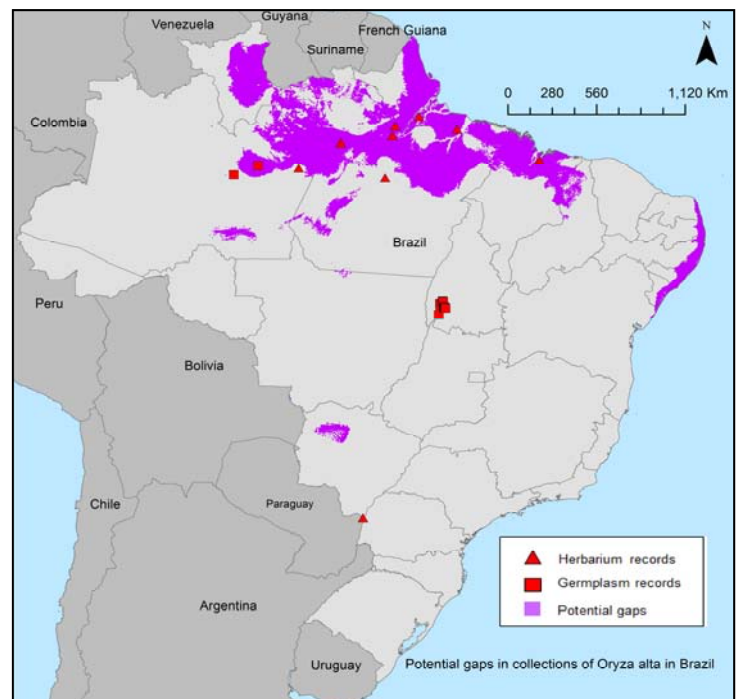 Guyana
Venezuela
French Guiana
Suriname
N
0 280 560 1,120 Km
Colombia
Brazil
Peru
Bolivia
Chile
Paraguay
Herbarium records
Germplasm records
Argentina
Potential gaps
Uruguay
Potential gaps in collections of Oryza alta in Brazil